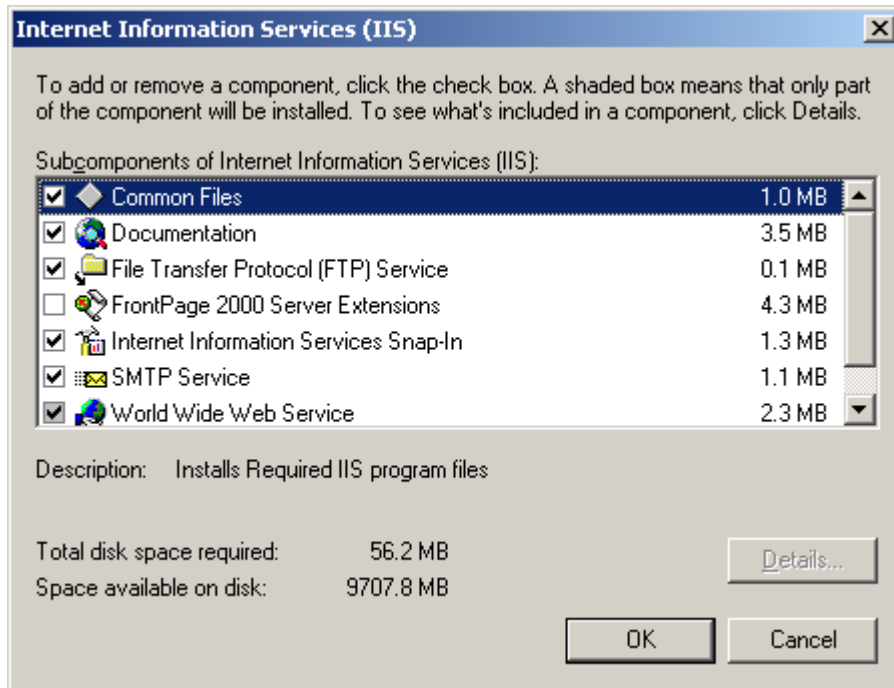 Internet Information Services (IIS)
To add or remove a component, click the check box. A shaded box means that only part
of the component will be installed. To see what's included in a component, click Details.
Subcomponents of Internet Information Services (IIS):
Common Files 1.0 MB
Documentation 3.5 MB
File Transfer Protocol (FTP) Service 0.1 MB
FrontPage 2000 Server Extensions 4.3 MB
Internet Information Services Snap-In 1.3 MB
SMTP Service 1.1 MB
World Wide Web Service 2.3 MB
Description: Installs Required IIS program files
Total disk space required: 56.2 MB
Space available on disk: 9707.8 MB
Details...
OK Cancel